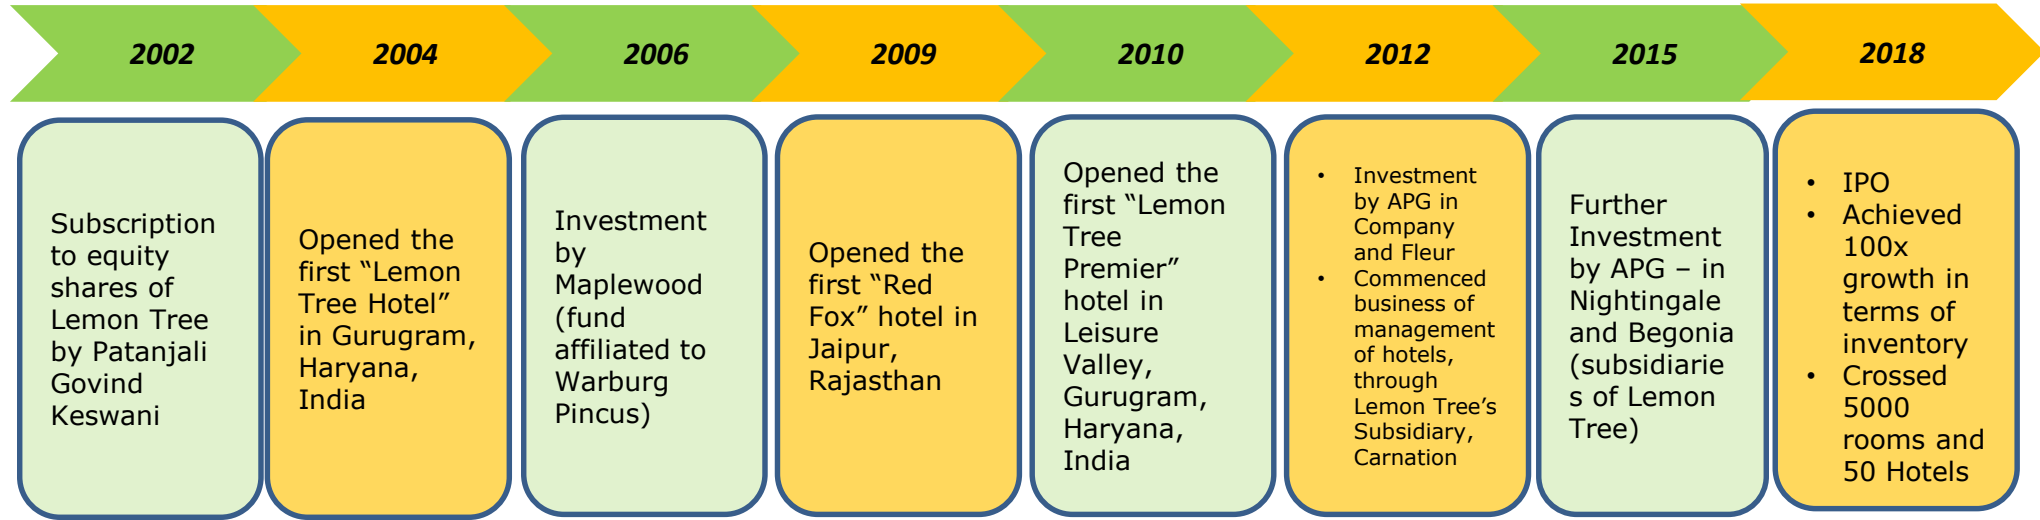 2002
2004
2006
2009
2010
2012
2015
2018
Subscription
to equity
shares of
Lemon Tree
by Patanjali
Govind
Keswani
Opened the
first “Lemon
Tree Hotel”
in Gurugram,
Haryana,
India
Investment
by
Maplewood
(fund
affiliated to
Warburg
Pincus)
Opened the
first “Red
Fox” hotel in
Jaipur,
Rajasthan
Opened the
first “Lemon
Tree
Premier”
hotel in
Leisure
Valley,
Gurugram,
Haryana,
India
• Investment
by APG in
Company
and Fleur
• Commenced
business of
management
of hotels,
through
Lemon Tree’s
Subsidiary,
Carnation
Further
Investment
by APG – in
Nightingale
and Begonia
(subsidiarie
s of Lemon
Tree)
• IPO
• Achieved
100x
growth in
terms of
inventory
• Crossed
5000
rooms and
50 Hotels